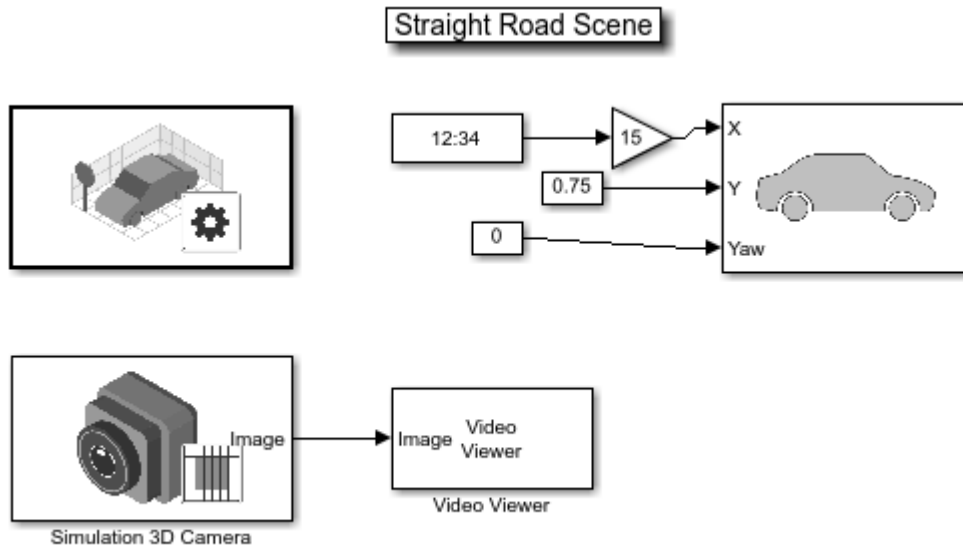 Straight Road Scene
12:34
15
X
0.75
Y
0
Yaw
Image
Image
Video
Viewer
Video Viewer
Simulation 3D Camera